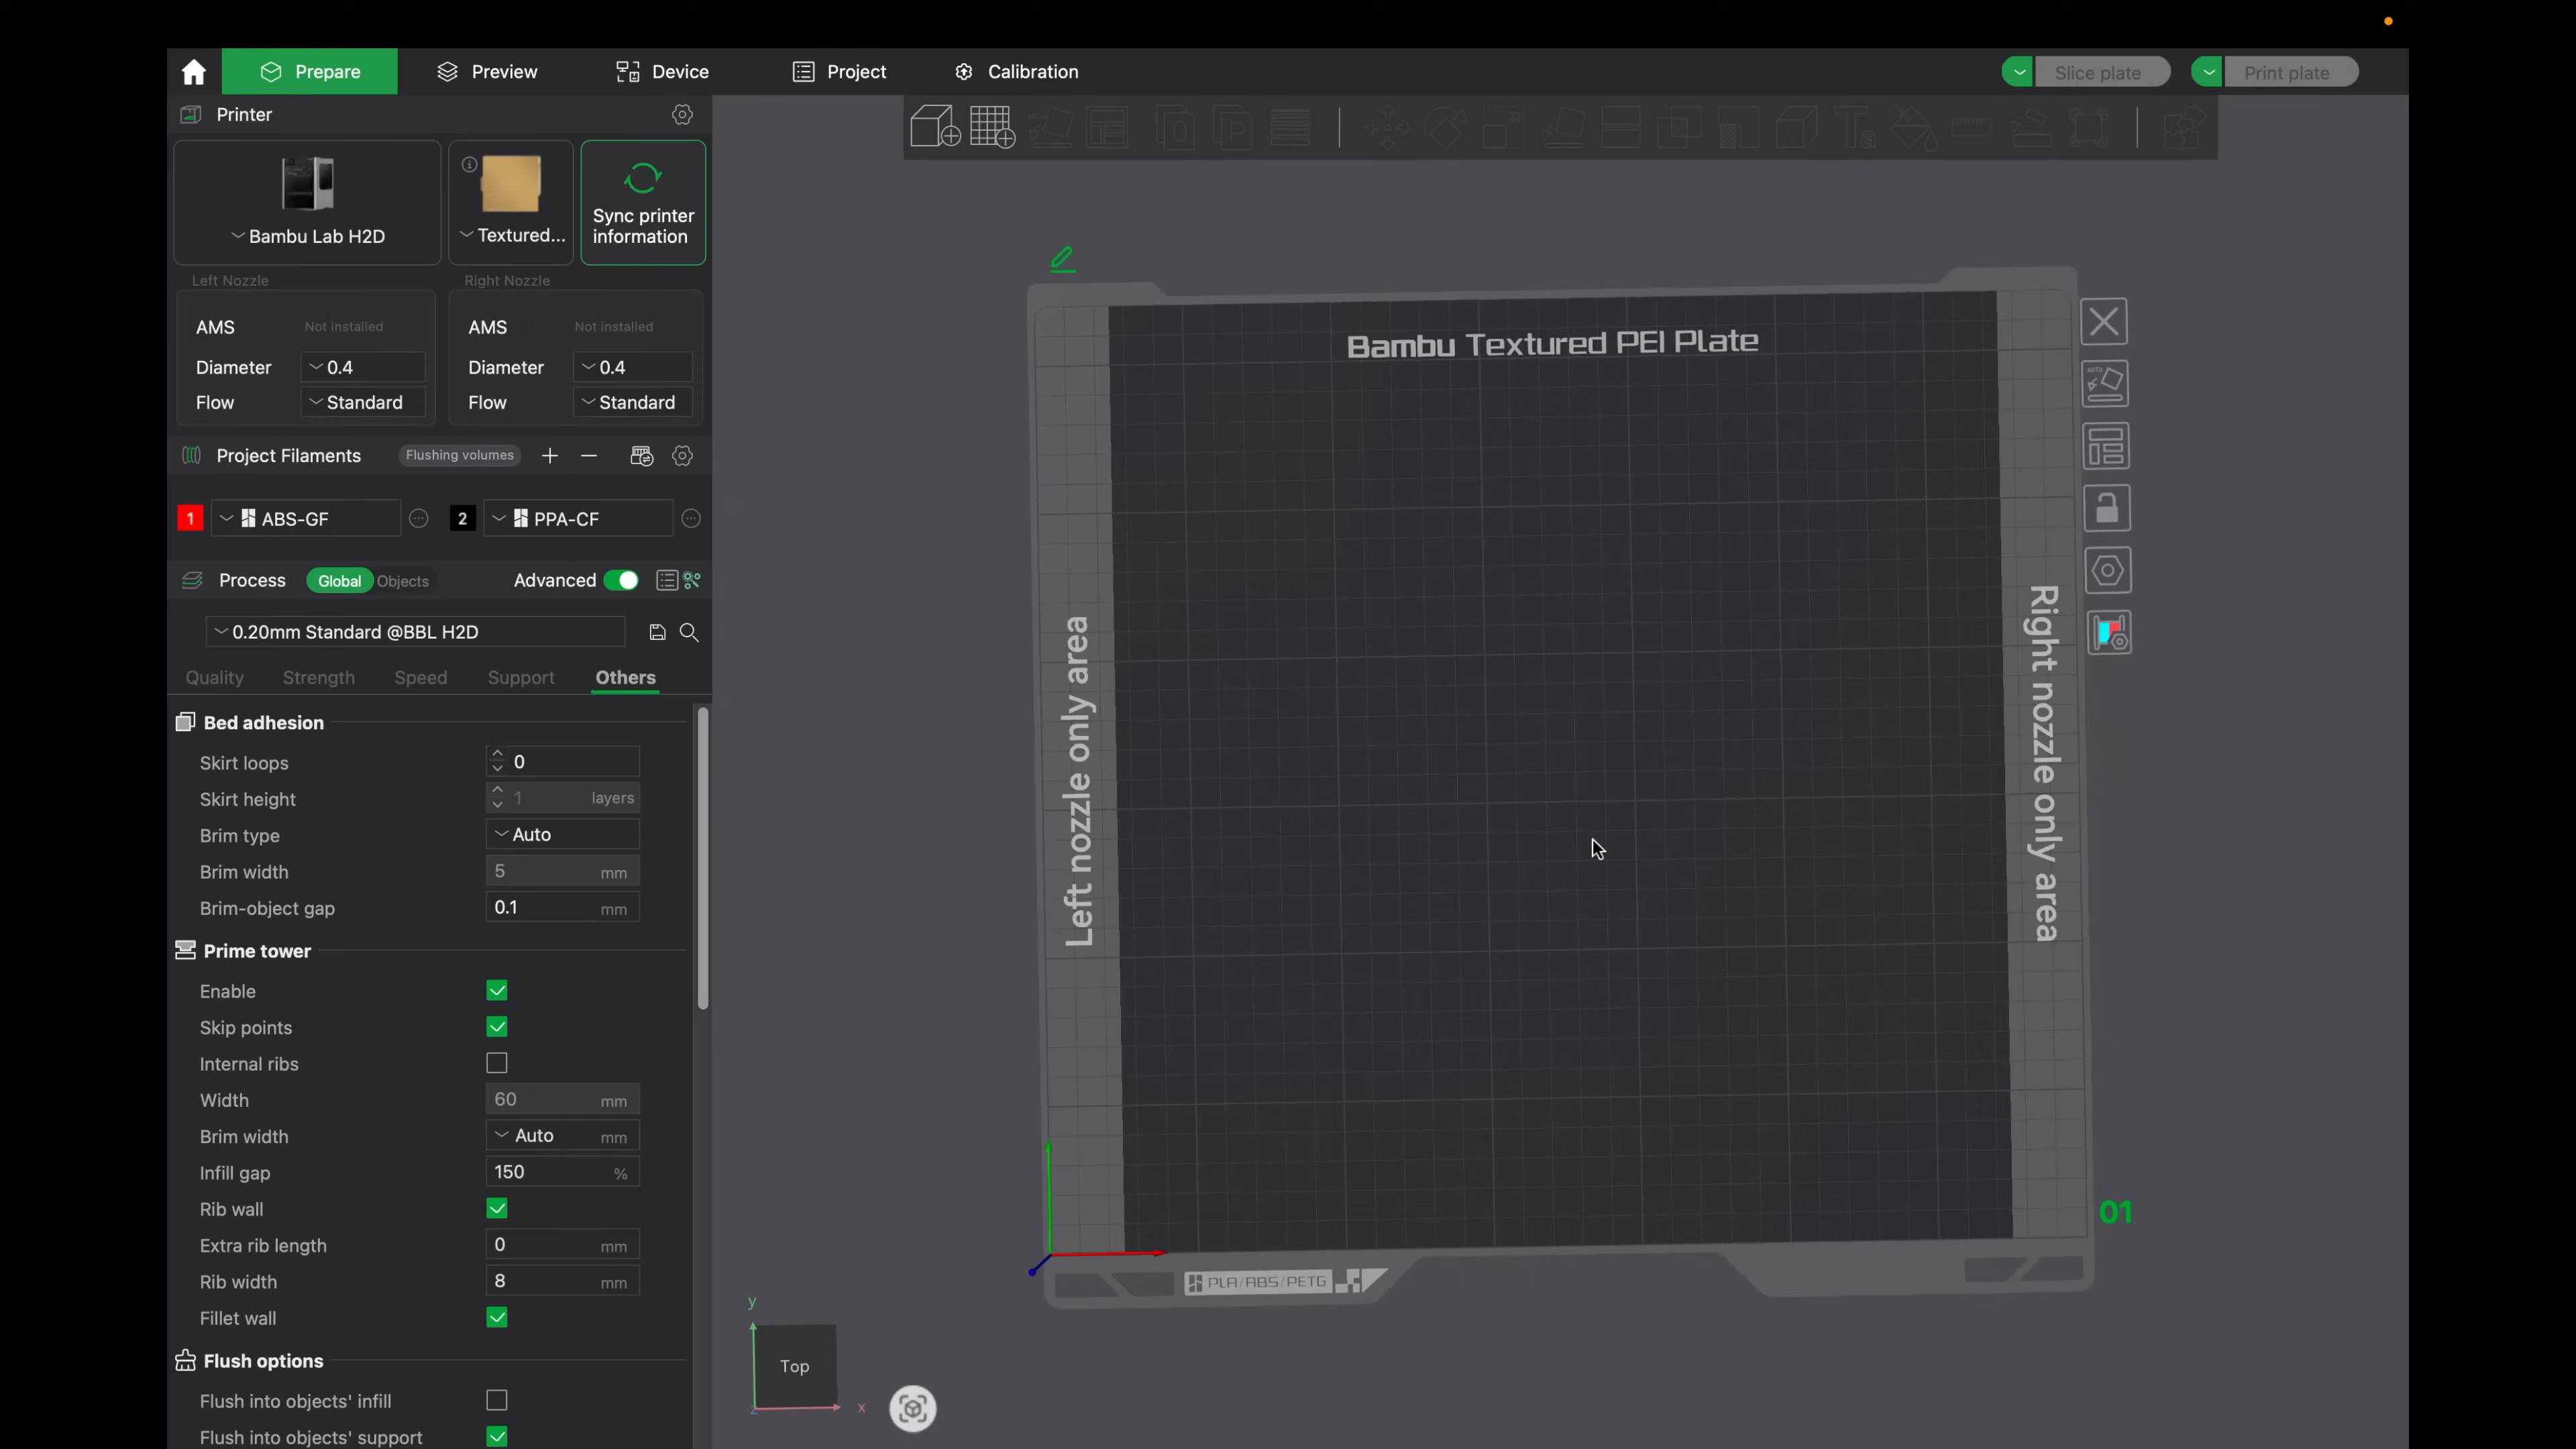 Prepare
Preview
Device
Project
Calibration
Slice plate
Print plate
Printer
Bambu Lab H2D
Textured...
Sync printer
information
Left Nozzle
Right Nozzle
AMS Not installed
AMS Not installed
Diameter 0.4
Diameter 0.4
Flow Standard
Flow Standard
Project Filaments Flushing volumes
1 ABS-GF
2 PPA-CF
Process Global Objects Advanced
0.20mm Standard @BBL H2D
Quality Strength Speed Support Others
Bed adhesion
Skirt loops 0
Skirt height 1 layers
Brim type Auto
Brim width 5 mm
Brim-object gap 0.1 mm
Prime tower
Enable
Skip points
Internal ribs
Width 60 mm
Brim width Auto mm
Infill gap 150 %
Rib wall
Extra rib length 0 mm
Rib width 8 mm
Fillet wall
Flush options
Flush into objects' infill
Flush into objects' support
Bambu Textured PEI Plate
Left nozzle only area
Right nozzle only area
AUTO
01
PLA/ABS/PETG
y
Top
z
x